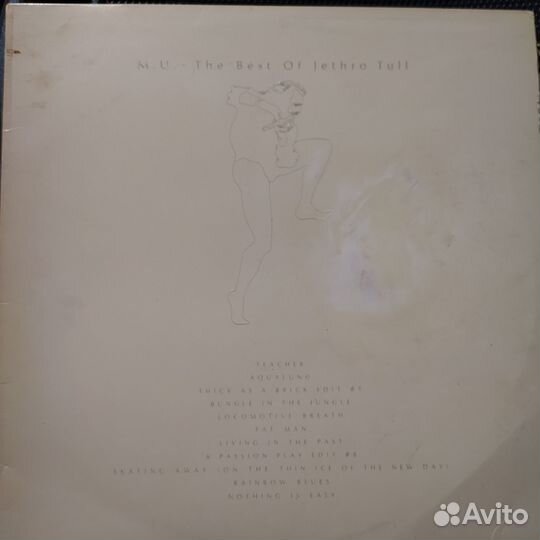 M.U. - The Best Of Jethro Tull
TEACHER
AQUALUNG
THICK AS A BRICK EDIT #1
BUNGLE IN THE JUNGLE
LOCOMOTIVE BREATH
FAT MAN
LIVING IN THE PAST
A PASSION PLAY EDIT #8
SKATING AWAY (ON THE THIN ICE OF THE NEW DAY)
RAINBOW BLUES
NOTHING IS EASY
Avito